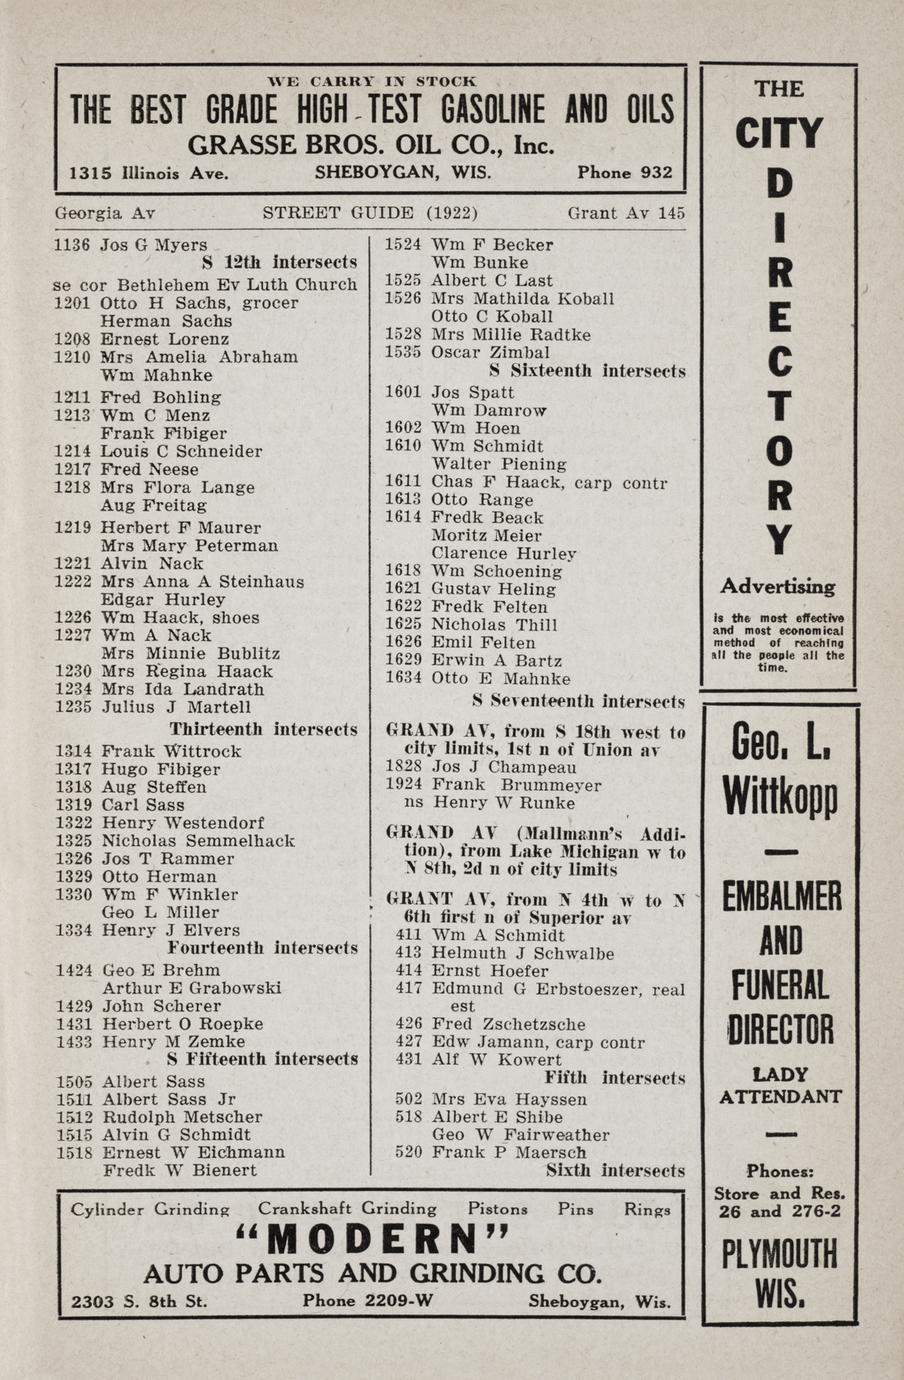 WE CARRY IN STOCK
THE BEST GRADE HIGH-TEST GASOLINE AND OILS
GRASSE BROS. OIL CO., Inc.
1315 Illinois Ave. SHEBOYGAN, WIS. Phone 932
Georgia Av STREET GUIDE (1922) Grant Av 145
1136 Jos G Myers
S 12th intersects
se cor Bethlehem Ev Luth Church
1201 Otto H Sachs, grocer
Herman Sachs
1208 Ernest Lorenz
1210 Mrs Amelia Abraham
Wm Mahnke
1211 Fred Bohling
1213 Wm C Menz
Frank Fibiger
1214 Louis C Schneider
1217 Fred Neese
1218 Mrs Flora Lange
Aug Freitag
1219 Herbert F Maurer
Mrs Mary Peterman
1221 Alvin Nack
1222 Mrs Anna A Steinhaus
Edgar Hurley
1226 Wm Haack, shoes
1227 Wm A Nack
Mrs Minnie Bublitz
1230 Mrs Regina Haack
1234 Mrs Ida Landrath
1235 Julius J Martell
Thirteenth intersects
1314 Frank Wittrock
1317 Hugo Fibiger
1318 Aug Steffen
1319 Carl Sass
1322 Henry Westendorf
1325 Nicholas Semmelhack
1326 Jos T Rammer
1329 Otto Herman
1330 Wm F Winkler
Geo L Miller
1334 Henry J Elvers
Fourteenth intersects
1424 Geo E Brehm
Arthur E Grabowski
1429 John Scherer
1431 Herbert O Roepke
1433 Henry M Zemke
S Fifteenth intersects
1505 Albert Sass
1511 Albert Sass Jr
1512 Rudolph Metscher
1515 Alvin G Schmidt
1518 Ernest W Eichmann
Fredk W Bienert
1524 Wm F Becker
Wm Bunke
1525 Albert C Last
1526 Mrs Mathilda Koball
Otto C Koball
1528 Mrs Millie Radtke
1535 Oscar Zimbal
S Sixteenth intersects
1601 Jos Spatt
Wm Damrow
1602 Wm Hoen
1610 Wm Schmidt
Walter Piening
1611 Chas F Haack, carp contr
1613 Otto Range
1614 Fredk Beack
Moritz Meier
Clarence Hurley
1618 Wm Schoening
1621 Gustav Heling
1622 Fredk Felten
1625 Nicholas Thill
1626 Emil Felten
1629 Erwin A Bartz
1634 Otto E Mahnke
S Seventeenth intersects
GRAND AV, from S 18th west to
city limits, 1st n of Union av
1828 Jos J Champeau
1924 Frank Brummeyer
ns Henry W Runke
GRAND AV (Mallmann's Addi-
tion), from Lake Michigan w to
N 8th, 2d n of city limits
GRANT AV, from N 4th w to N
6th first n of Superior av
411 Wm A Schmidt
413 Helmuth J Schwalbe
414 Ernst Hoefer
417 Edmund G Erbstoeszer, real
est
426 Fred Zschetzsche
427 Edw Jamann, carp contr
431 Alf W Kowert
Fifth intersects
502 Mrs Eva Hayssen
518 Albert E Shibe
Geo W Fairweather
520 Frank P Maersch
Sixth intersects
Cylinder Grinding Crankshaft Grinding Pistons Pins Rings
"MODERN"
AUTO PARTS AND GRINDING CO.
2303 S. 8th St. Phone 2209-W Sheboygan, Wis.
THE
CITY
D
I
R
E
C
T
O
R
Y
Advertising
is the most effective
and most economical
method of reaching
all the people all the
time.
Geo. L.
Wittkopp
EMBALMER
AND
FUNERAL
DIRECTOR
LADY
ATTENDANT
Phones:
Store and Res.
26 and 276-2
PLYMOUTH
WIS.